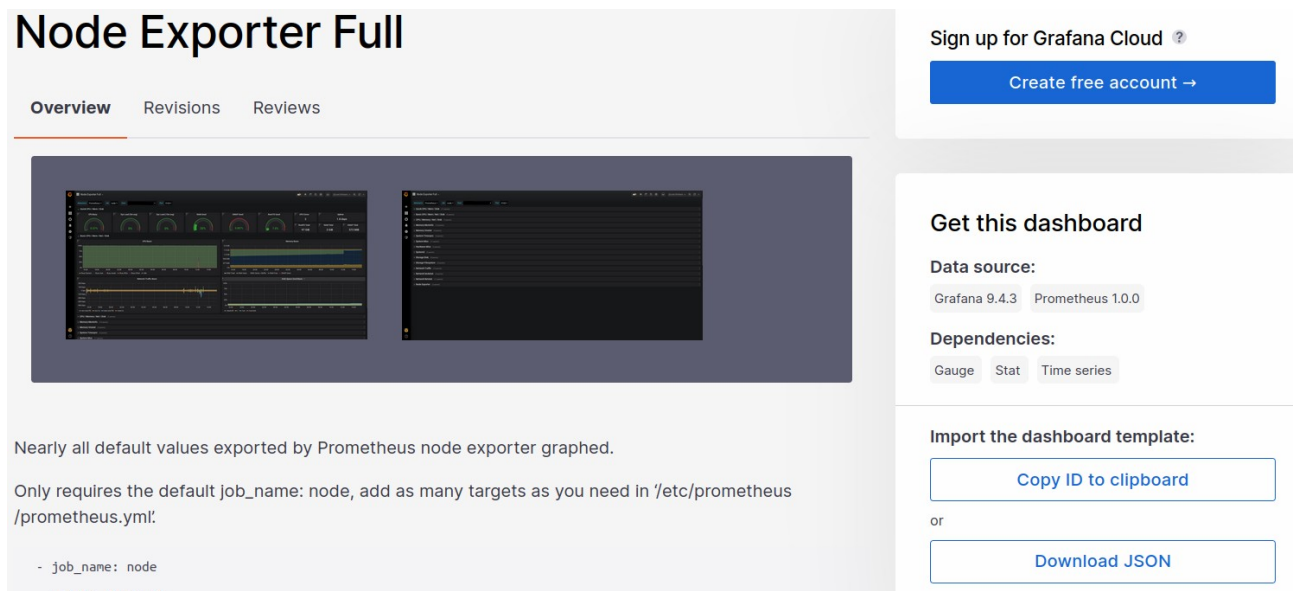 Node Exporter Full
Overview Revisions Reviews
Nearly all default values exported by Prometheus node exporter graphed.
Only requires the default job_name: node, add as many targets as you need in ‘/etc/prometheus
/prometheus.yml’.
- job_name: node
Sign up for Grafana Cloud ?
Create free account →
Get this dashboard
Data source:
Grafana 9.4.3 Prometheus 1.0.0
Dependencies:
Gauge Stat Time series
Import the dashboard template:
Copy ID to clipboard
or
Download JSON